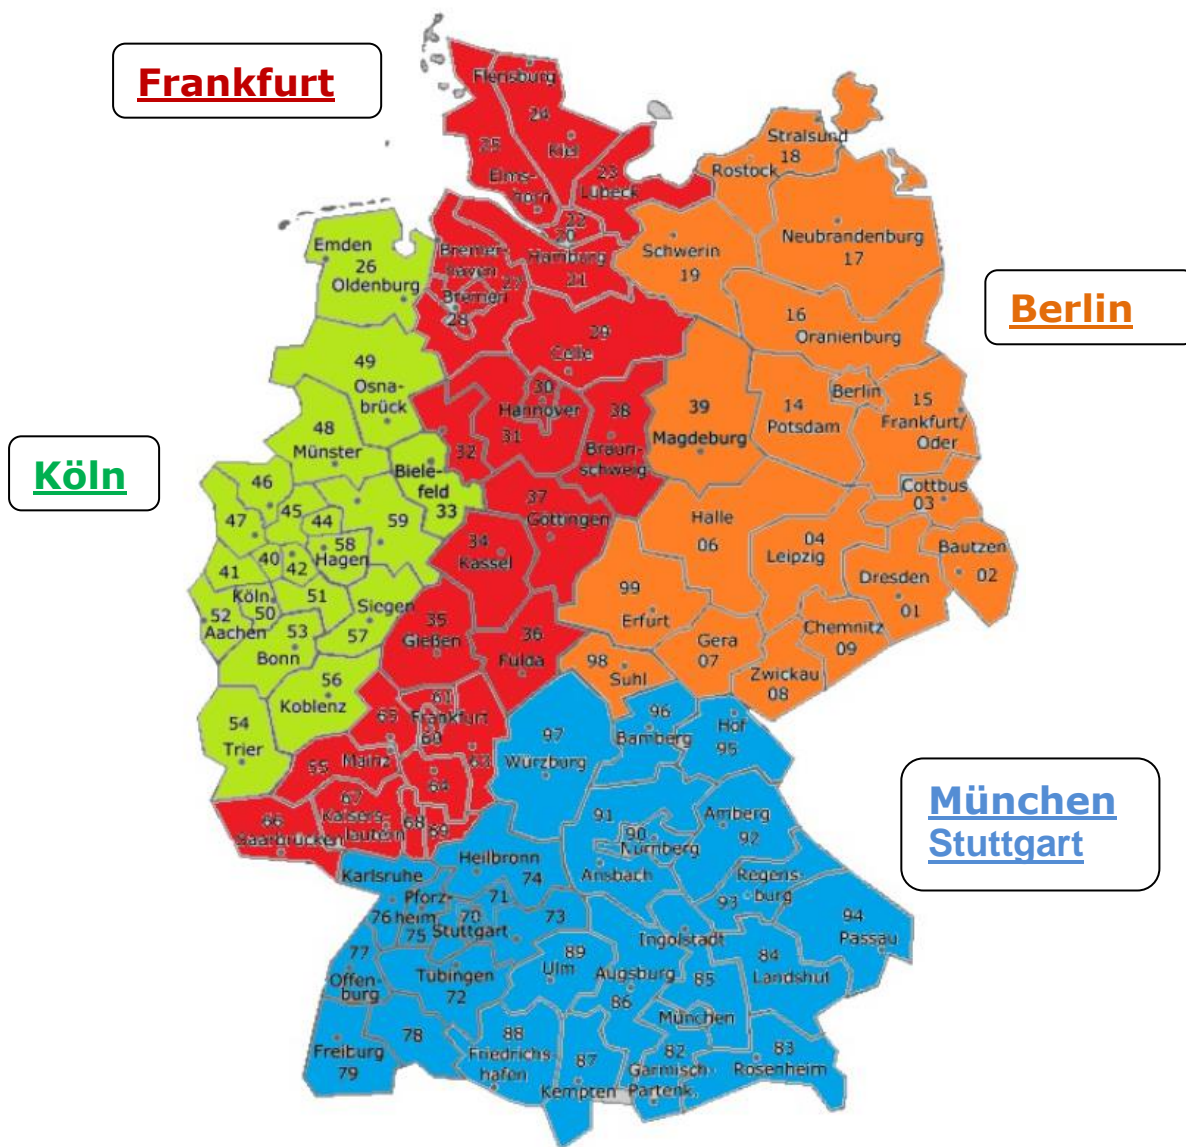 Frankfurt
Flensburg
24
25
Kiel
Elms-
horn
23
Lübeck
22
20
Hamburg
21
Bremer-
haven
27
Bremen
28
29
Celle
30
Hannover
31
32
38
Braun-
schweig
37
Göttingen
34
Kassel
35
Gießen
36
Fulda
61
65
Frankfurt
60
63
Mainz
55
64
67
Kaisers-
lautern
68
69
66
Saarbrücken
Stralsund
18
Rostock
Neubrandenburg
17
Schwerin
19
16
Oranienburg
Berlin
Berlin
15
Frankfurt/
Oder
14
Potsdam
39
Magdeburg
Cottbus
03
Halle
06
04
Leipzig
Bautzen
02
Dresden
01
99
Erfurt
Chemnitz
09
Gera
07
Zwickau
08
98
Suhl
Emden
26
Oldenburg
49
Osna-
brück
48
Münster
Köln
Biele-
feld
33
46
45
44
47
59
58
Hagen
40
42
41
51
Köln
50
52
Aachen
Siegen
57
53
Bonn
56
Koblenz
54
Trier
München
Stuttgart
96
Bamberg
Hof
95
97
Würzburg
91
90
Nürnberg
Amberg
92
Ansbach
Regens-
burg
93
94
Passau
Heilbronn
74
Karlsruhe
Pforz-
heim
76
75
71
70
Stuttgart
73
Ingolstadt
84
Landshut
77
Offen-
burg
Tübingen
72
89
Ulm
Augsburg
86
85
München
78
Freiburg
79
88
Friedrichs
hafen
87
Kempten
82
Garmisch-
Partenk.
83
Rosenheim